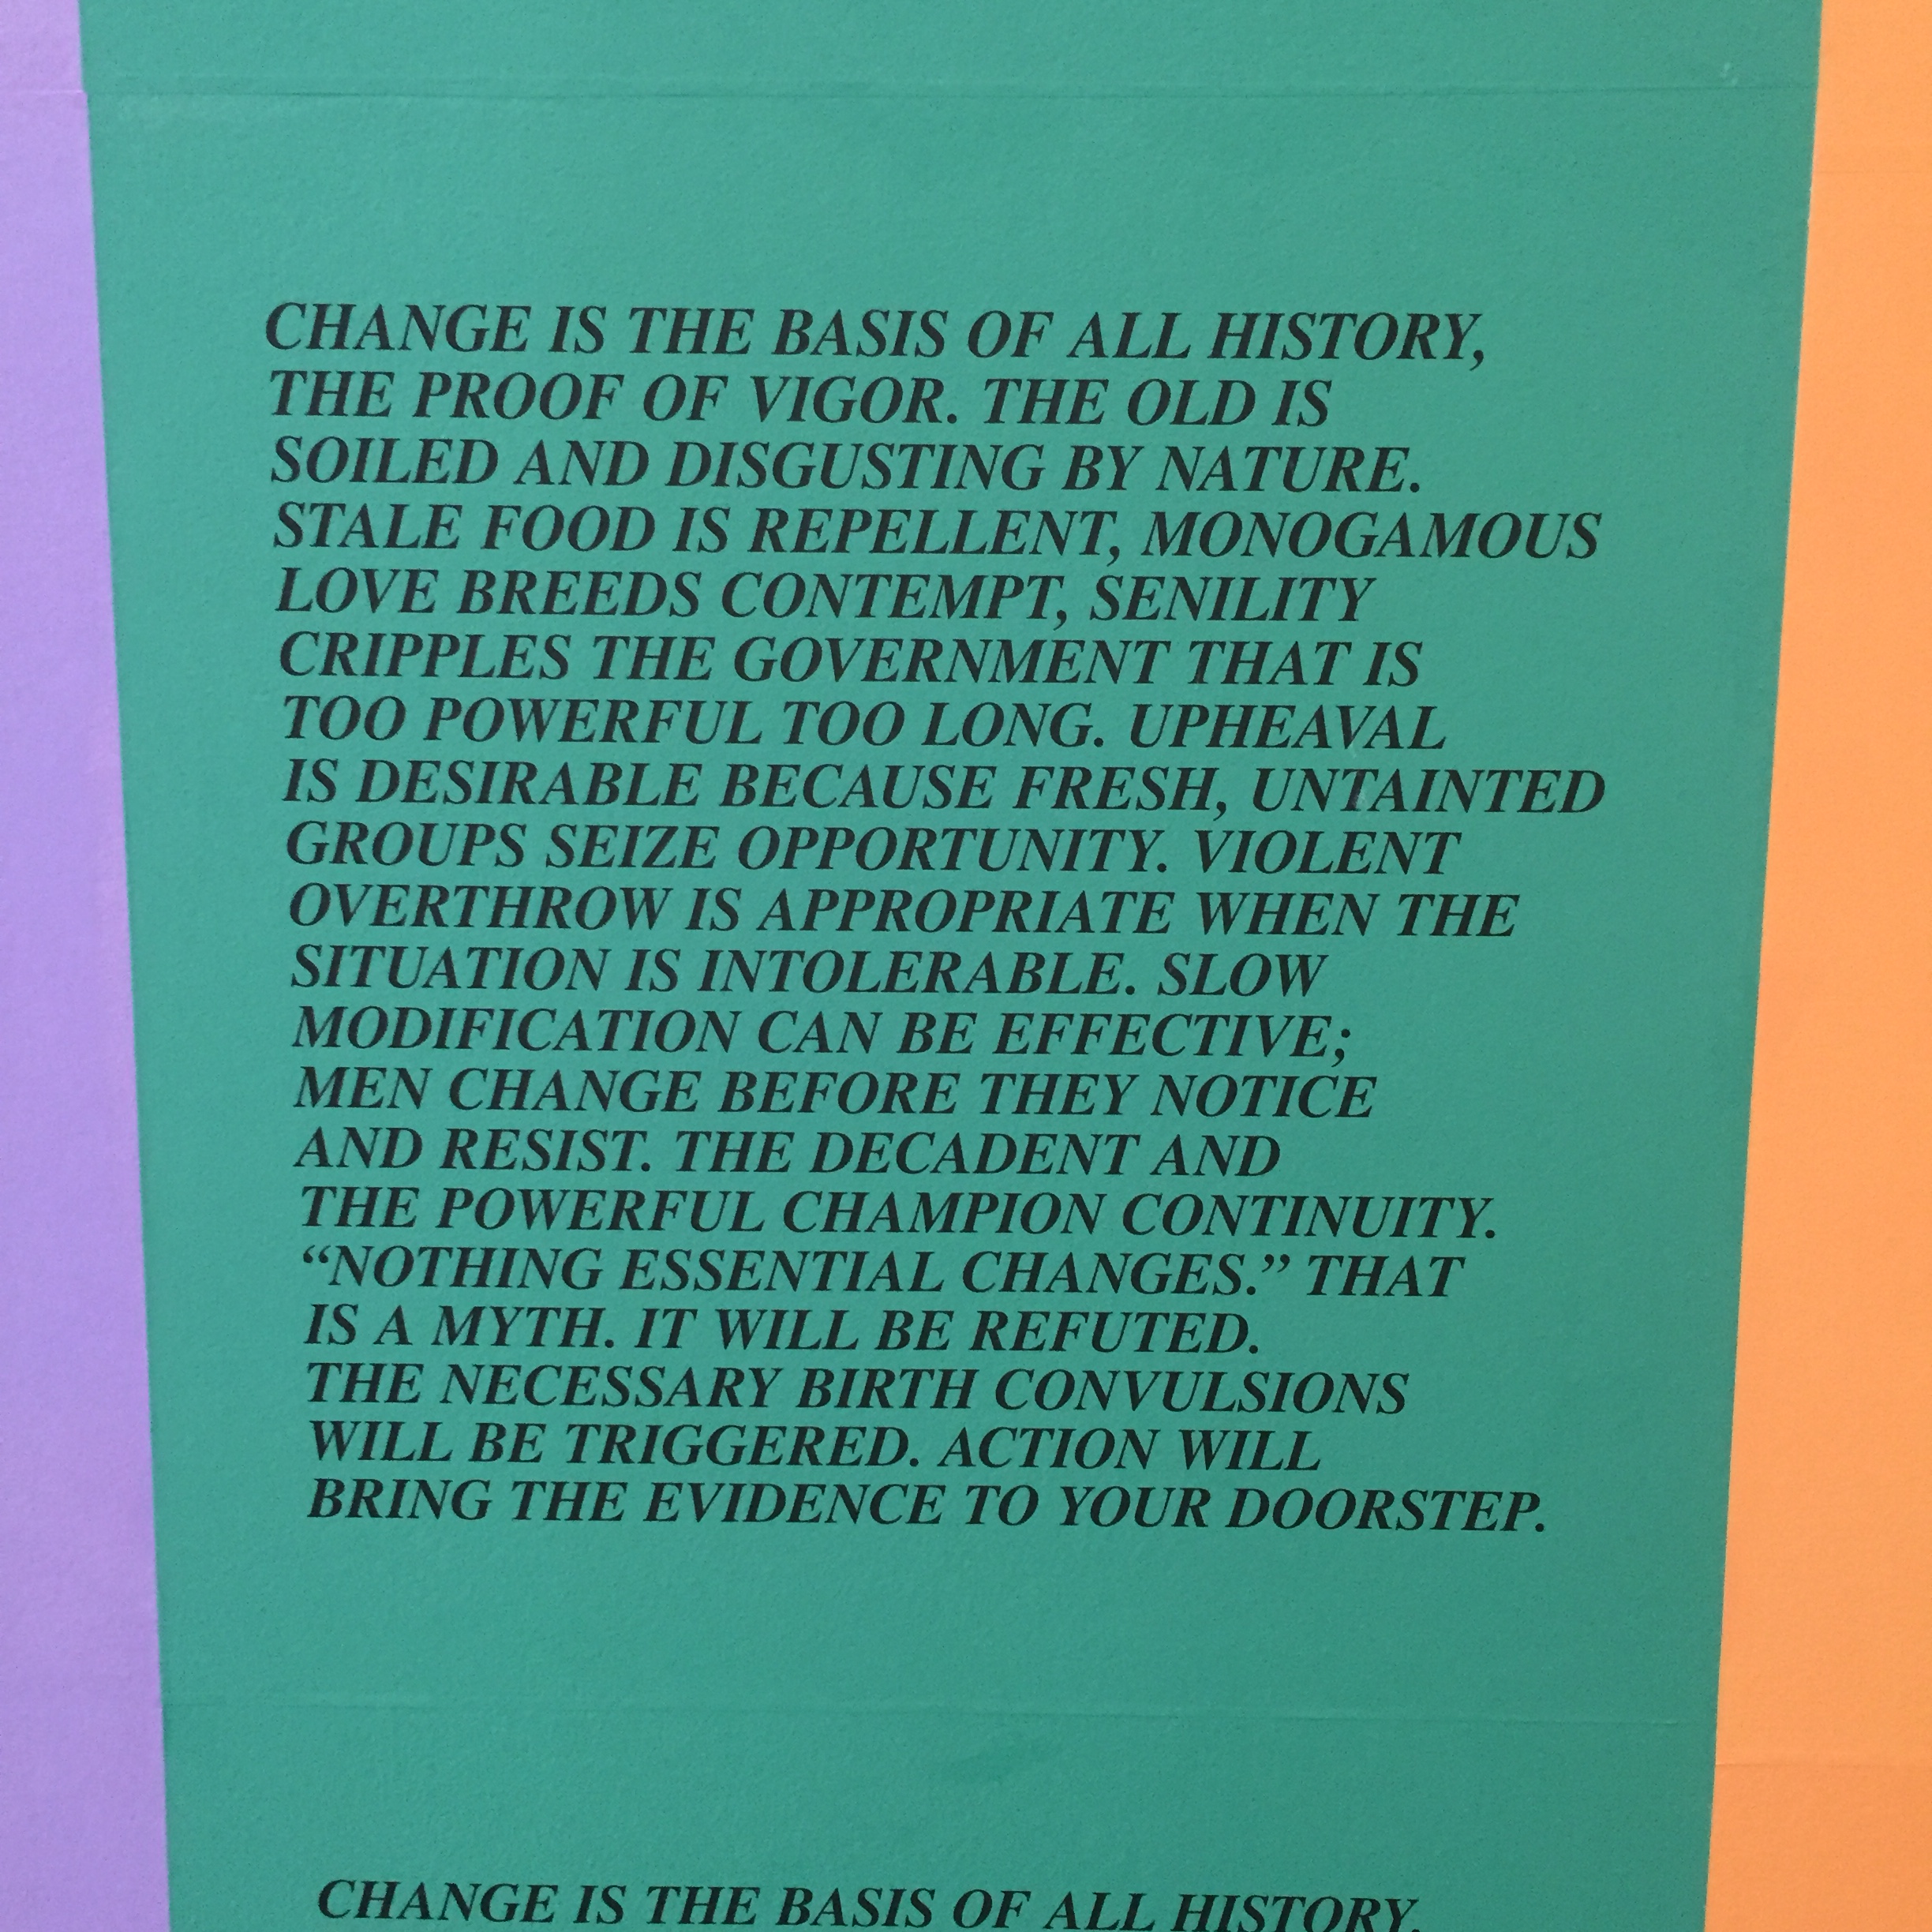 CHANGE IS THE BASIS OF ALL HISTORY,
THE PROOF OF VIGOR. THE OLD IS
SOILED AND DISGUSTING BY NATURE.
STALE FOOD IS REPELLENT, MONOGAMOUS
LOVE BREEDS CONTEMPT, SENILITY
CRIPPLES THE GOVERNMENT THAT IS
TOO POWERFUL TOO LONG. UPHEAVAL
IS DESIRABLE BECAUSE FRESH, UNTAINTED
GROUPS SEIZE OPPORTUNITY. VIOLENT
OVERTHROW IS APPROPRIATE WHEN THE
SITUATION IS INTOLERABLE. SLOW
MODIFICATION CAN BE EFFECTIVE;
MEN CHANGE BEFORE THEY NOTICE
AND RESIST. THE DECADENT AND
THE POWERFUL CHAMPION CONTINUITY.
“NOTHING ESSENTIAL CHANGES.” THAT
IS A MYTH. IT WILL BE REFUTED.
THE NECESSARY BIRTH CONVULSIONS
WILL BE TRIGGERED. ACTION WILL
BRING THE EVIDENCE TO YOUR DOORSTEP.
CHANGE IS THE BASIS OF ALL HISTORY,